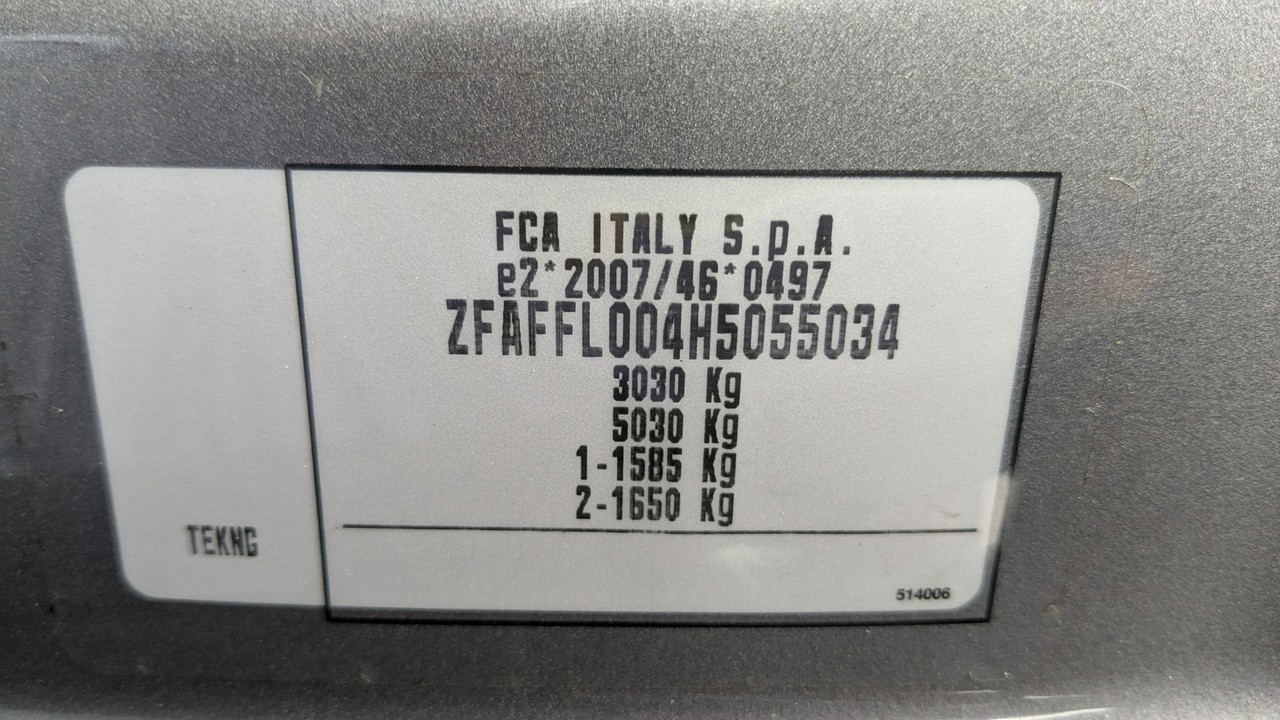 FCA ITALY S.p.A.
e2*2007/46*0497
ZFAFFL004H5055034
3030 Kg
5030 Kg
1-1585 Kg
2-1650 Kg
TEKNG
514006